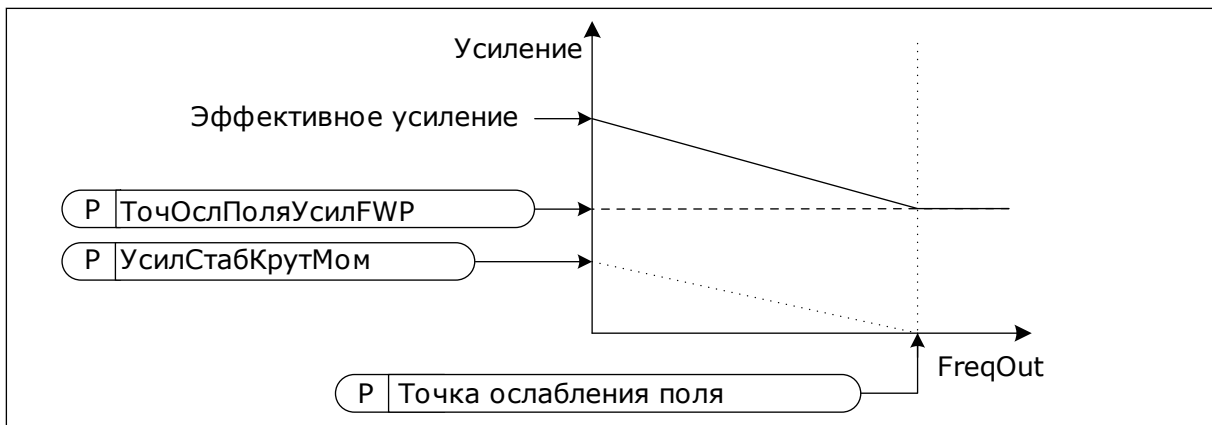 Усиление
Эффективное усиление
P ТочОслПоляУсилFWP
P УсилСтабКрутМом
FreqOut
P Точка ослабления поля